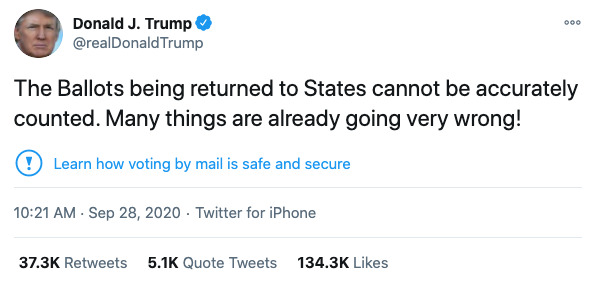 Donald J. Trump
@realDonaldTrump
The Ballots being returned to States cannot be accurately
counted. Many things are already going very wrong!
Learn how voting by mail is safe and secure
10:21 AM · Sep 28, 2020 · Twitter for iPhone
37.3K Retweets 5.1K Quote Tweets 134.3K Likes